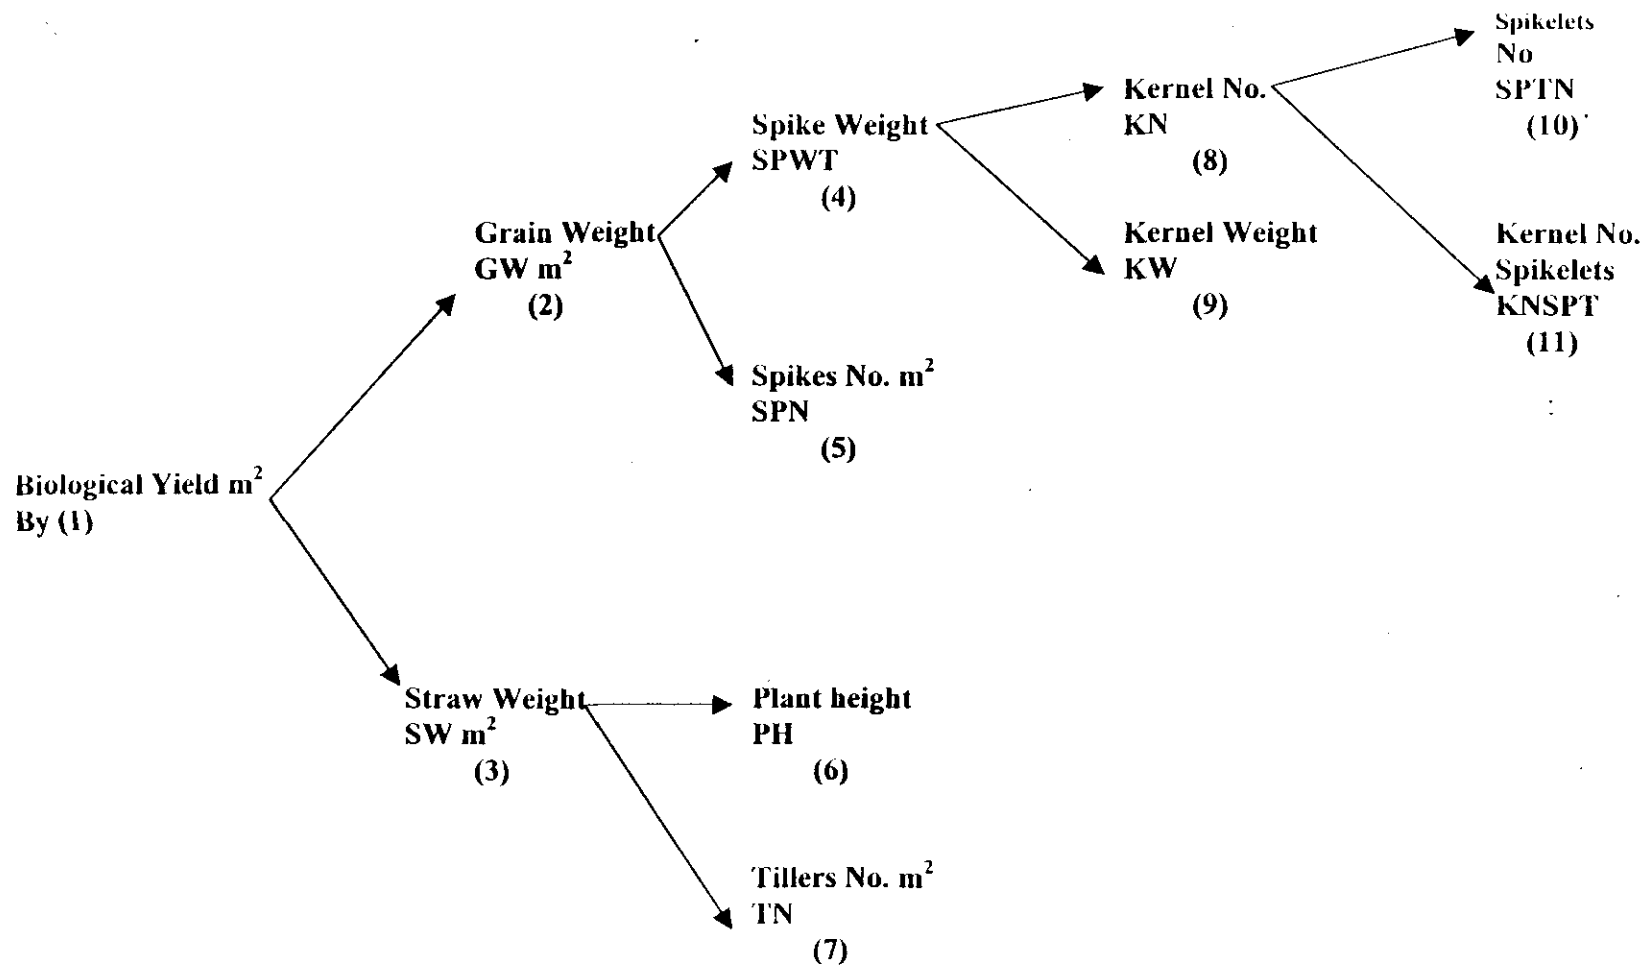 Spikelets
No
SPTN
(10)
Kernel No.
KN
(8)
Spike Weight
SPWT
(4)
Kernel Weight
KW
(9)
Kernel No.
Spikelets
KNSPT
(11)
Grain Weight
GW m²
(2)
Spikes No. m²
SPN
(5)
Biological Yield m²
By (1)
Straw Weight
SW m²
(3)
Plant height
PH
(6)
Tillers No. m²
TN
(7)